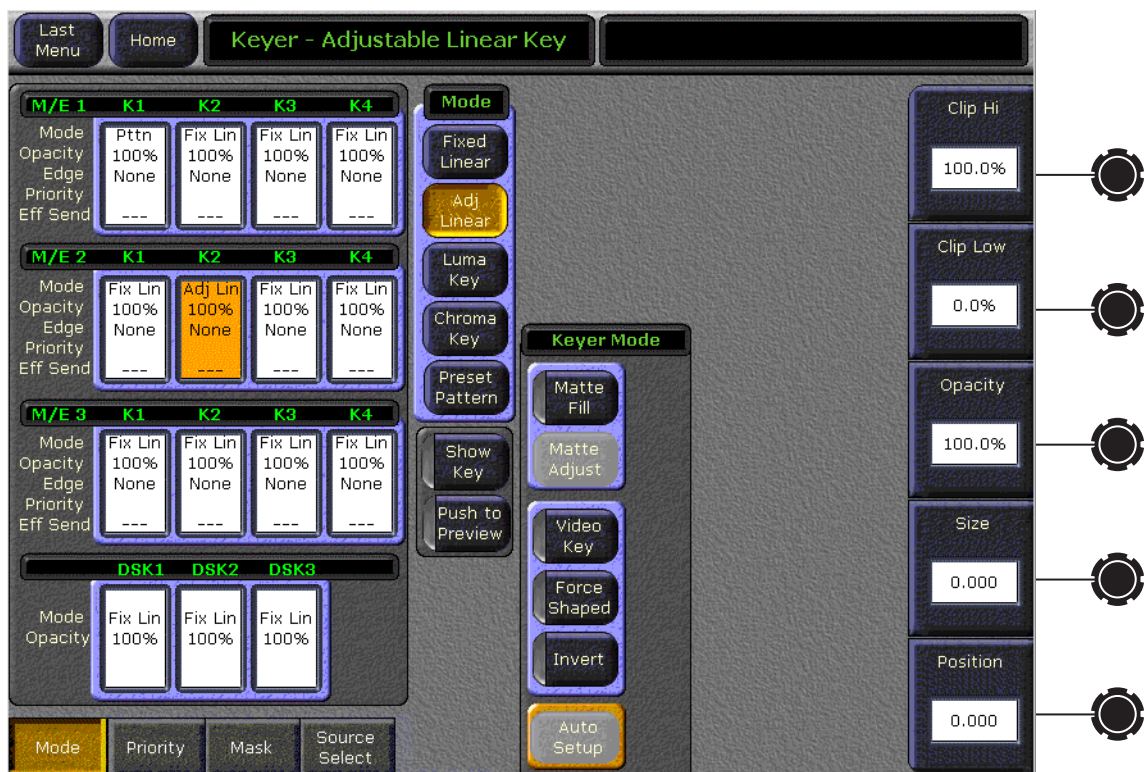 Last
Menu
Home
Keyer - Adjustable Linear Key
M/E 1 K1 K2 K3 K4
Mode Pttn Fix Lin Fix Lin Fix Lin
Opacity 100% 100% 100% 100%
Edge None None None None
Priority
Eff Send --- --- --- ---
M/E 2 K1 K2 K3 K4
Mode Fix Lin Adj Lin Fix Lin Fix Lin
Opacity 100% 100% 100% 100%
Edge None None None None
Priority
Eff Send --- --- --- ---
M/E 3 K1 K2 K3 K4
Mode Fix Lin Fix Lin Fix Lin Fix Lin
Opacity 100% 100% 100% 100%
Edge None None None None
Priority
Eff Send --- --- --- ---
DSK1 DSK2 DSK3
Mode Fix Lin Fix Lin Fix Lin
Opacity 100% 100% 100%
Mode
Priority
Mask
Source
Select
Mode
Fixed
Linear
Adj
Linear
Luma
Key
Chroma
Key
Preset
Pattern
Show
Key
Push to
Preview
Keyer Mode
Matte
Fill
Matte
Adjust
Video
Key
Force
Shaped
Invert
Auto
Setup
Clip Hi
100.0%
Clip Low
0.0%
Opacity
100.0%
Size
0.000
Position
0.000